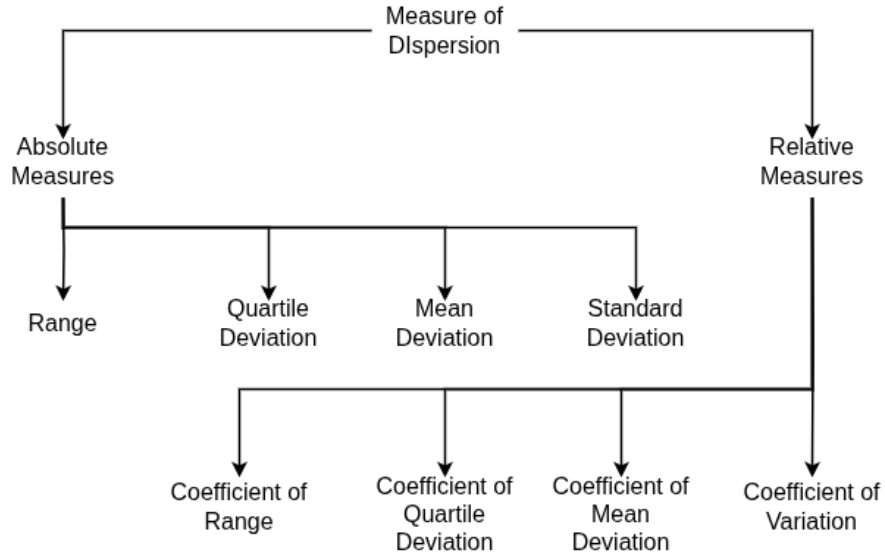 Measure of
DIspersion
Absolute
Measures
Relative
Measures
Range
Quartile
Deviation
Mean
Deviation
Standard
Deviation
Coefficient of
Range
Coefficient of
Quartile
Deviation
Coefficient of
Mean
Deviation
Coefficient of
Variation